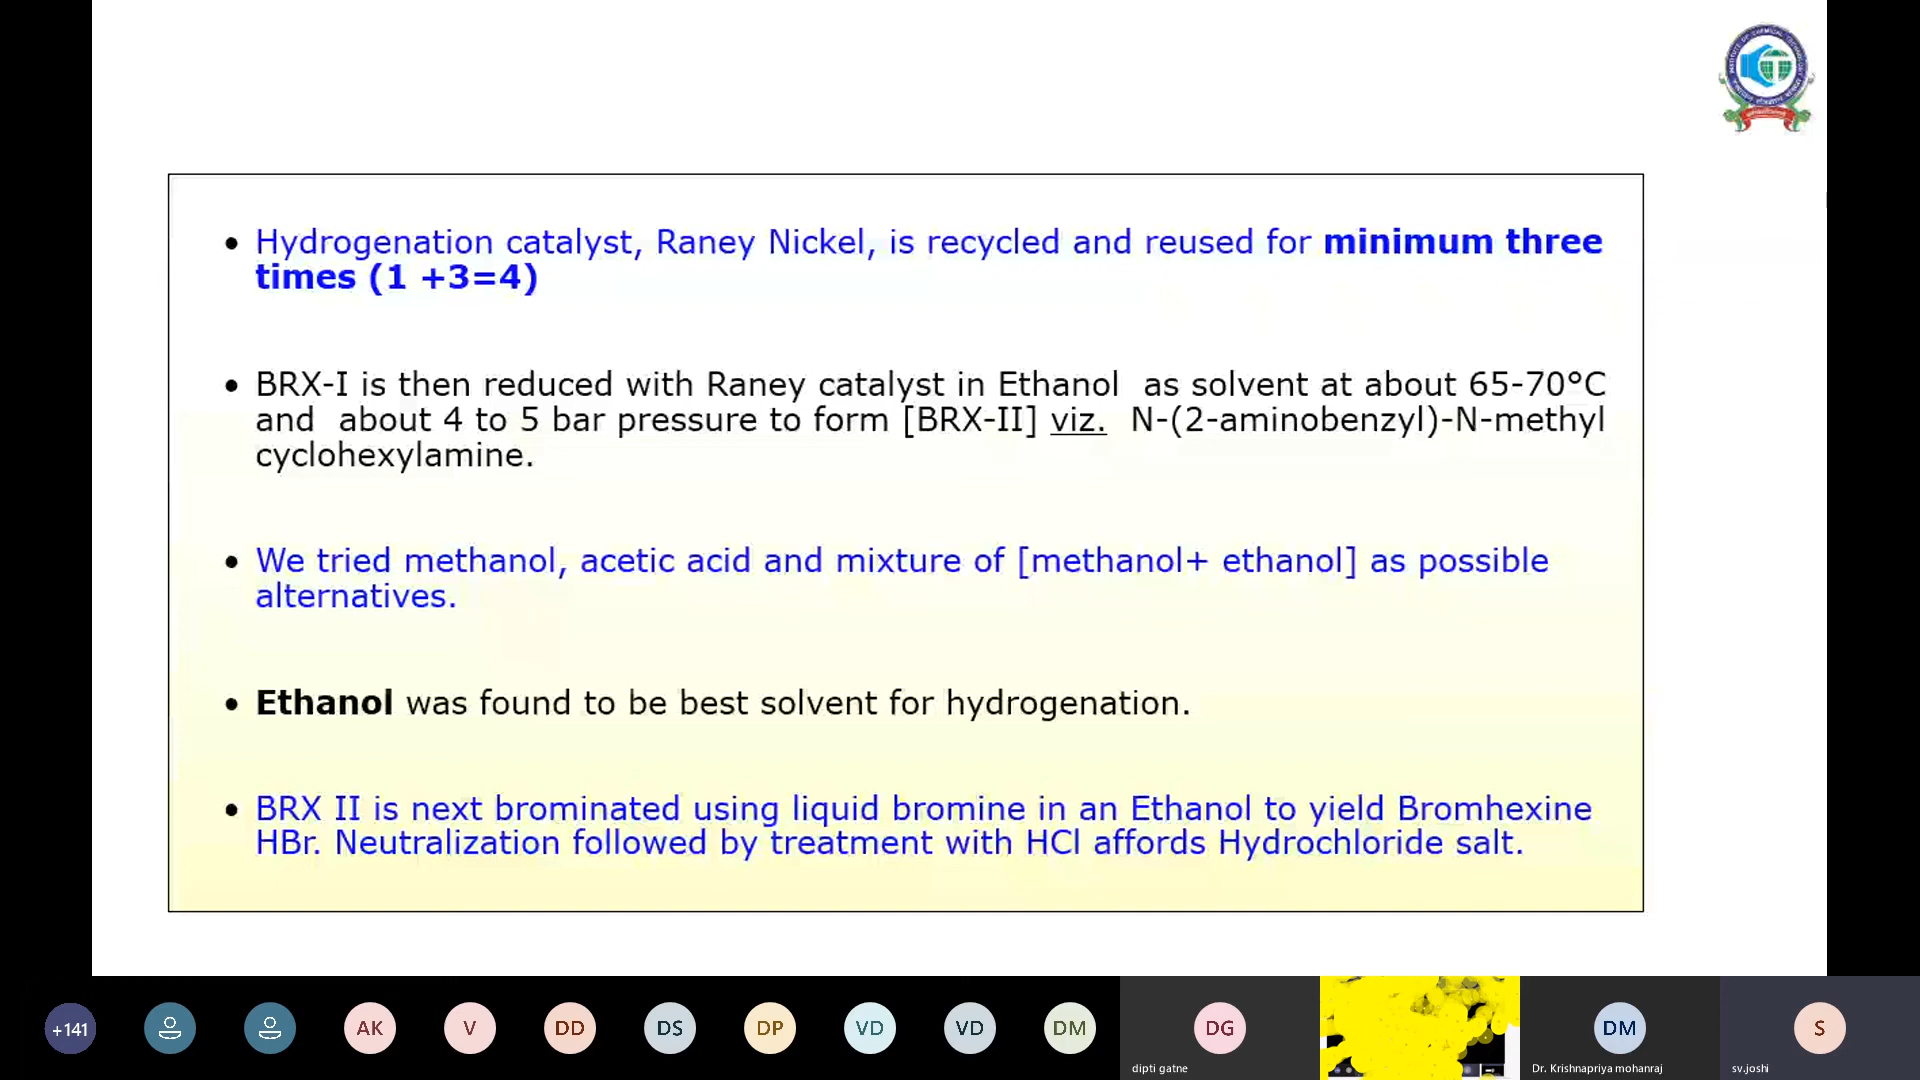 • Hydrogenation catalyst, Raney Nickel, is recycled and reused for minimum three
times (1 +3=4)
• BRX-I is then reduced with Raney catalyst in Ethanol as solvent at about 65-70°C
and about 4 to 5 bar pressure to form [BRX-II] viz. N-(2-aminobenzyl)-N-methyl
cyclohexylamine.
• We tried methanol, acetic acid and mixture of [methanol+ ethanol] as possible
alternatives.
• Ethanol was found to be best solvent for hydrogenation.
• BRX II is next brominated using liquid bromine in an Ethanol to yield Bromhexine
HBr. Neutralization followed by treatment with HCl affords Hydrochloride salt.
+141 AK V DD DS DP VD VD DM DG DM S
dipti gatne Dr. Krishnapriya mohanraj sv.joshi